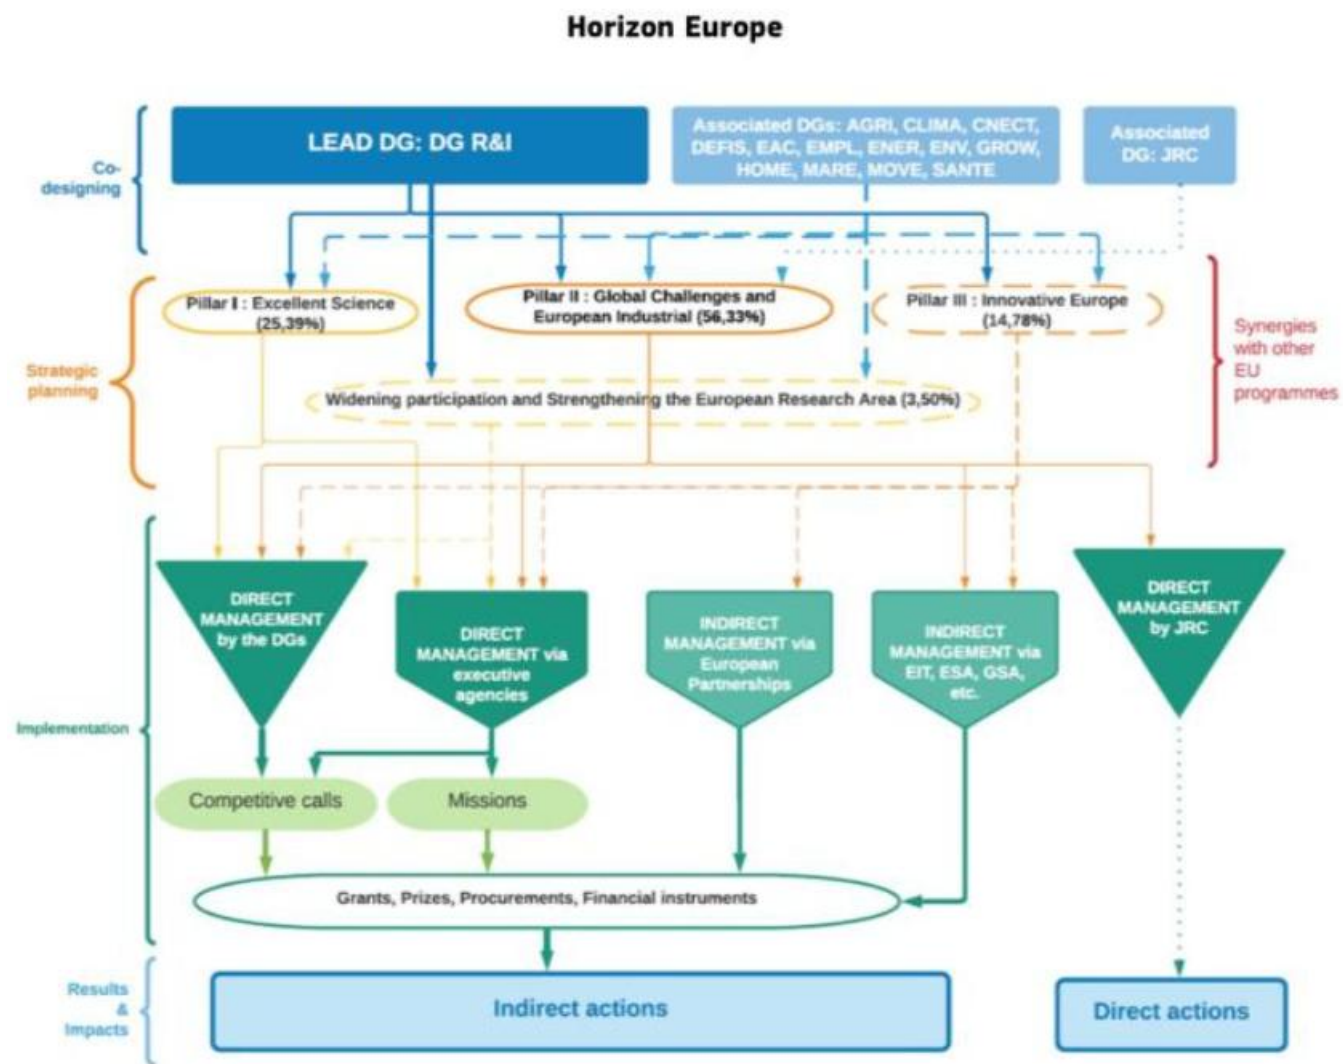 Horizon Europe
LEAD DG: DG R&I
Associated DGs: AGRI, CLIMA, CNECT,
DEFIS, EAC, EMPL, ENER, ENV, GROW,
HOME, MARE, MOVE, SANTE
Associated
DG: JRC
Co-
designing
Pillar I : Excellent Science
(25,39%)
Pillar II : Global Challenges and
European Industrial (56,33%)
Pillar III : Innovative Europe
(14,78%)
Synergies
with other
EU
programmes
Strategic
planning
Widening participation and Strengthening the European Research Area (3,50%)
DIRECT
MANAGEMENT
by the DGs
DIRECT
MANAGEMENT via
executive
agencies
INDIRECT
MANAGEMENT via
European
Partnerships
INDIRECT
MANAGEMENT via
EIT, ESA, GSA,
etc.
DIRECT
MANAGEMENT
by JRC
Implementation
Competitive calls
Missions
Grants, Prizes, Procurements, Financial instruments
Results
&
Impacts
Indirect actions
Direct actions